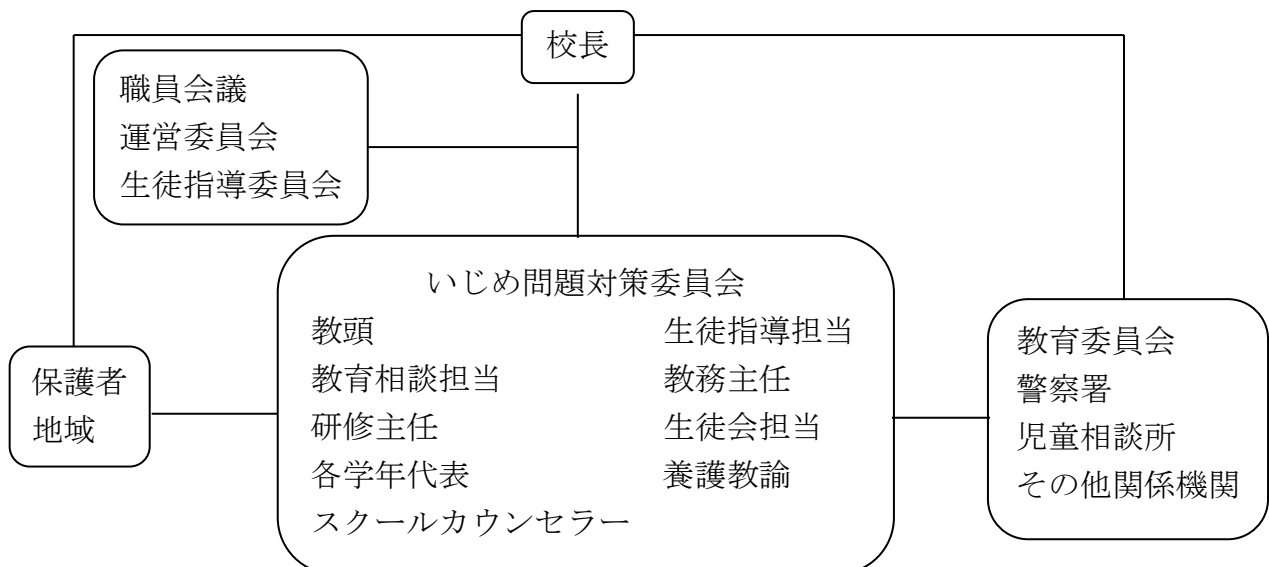 校長
職員会議
運営委員会
生徒指導委員会
いじめ問題対策委員会
教頭 生徒指導担当
教育相談担当 教務主任
研修主任 生徒会担当
各学年代表 養護教諭
スクールカウンセラー
保護者
地域
教育委員会
警察署
児童相談所
その他関係機関